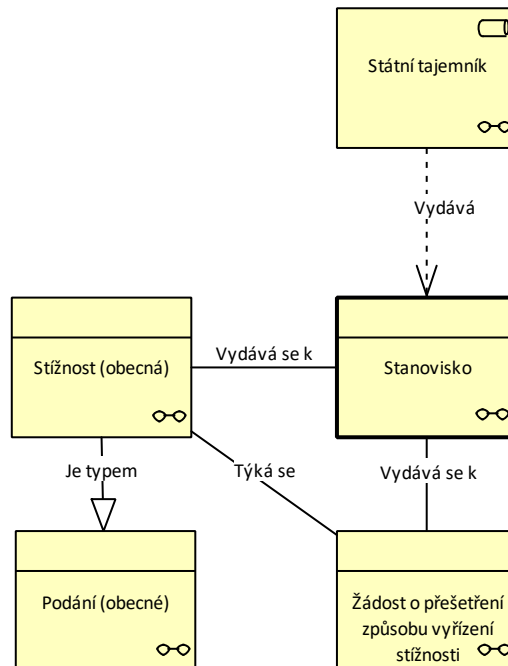 Státní tajemník
Vydává
Stížnost (obecná)
Vydává se k
Stanovisko
Je typem
Týká se
Vydává se k
Podání (obecné)
Žádost o přešetření
způsobu vyřízení
stížnosti